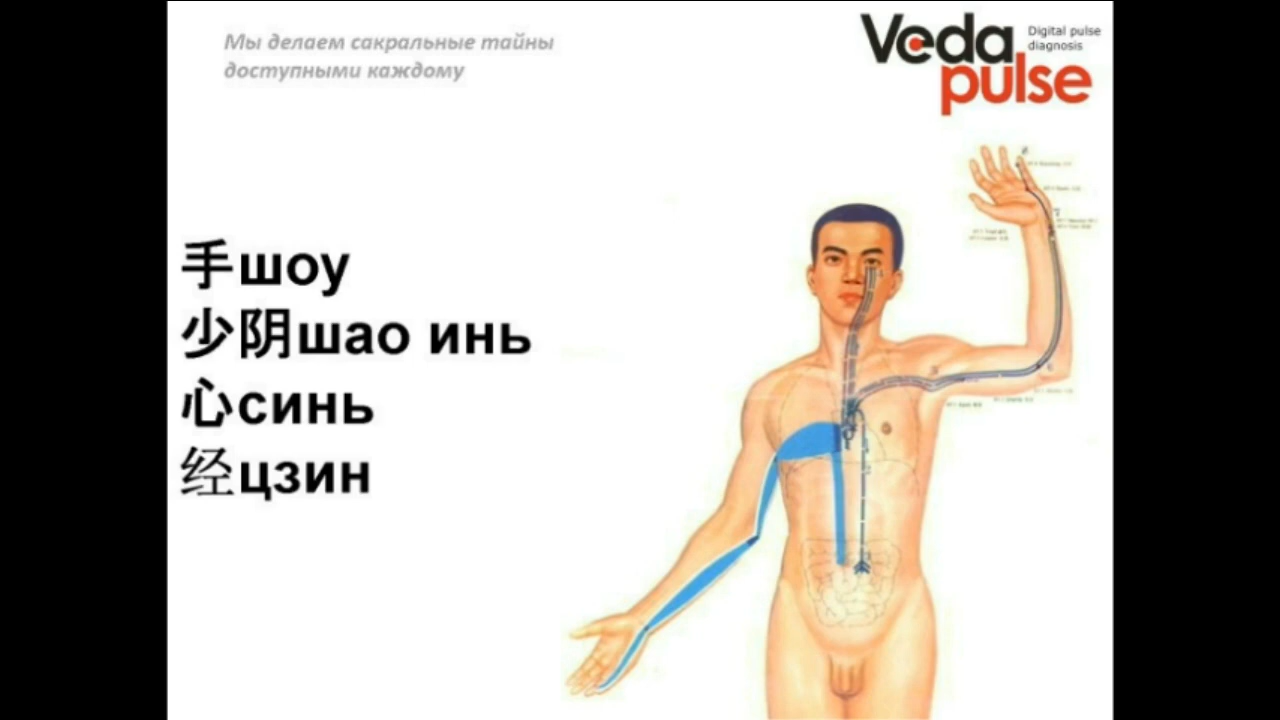 Мы делаем сакральные тайны
доступными каждому
Veda pulse
Digital pulse
diagnosis
手шоу
少阴шао инь
心синь
经цзин